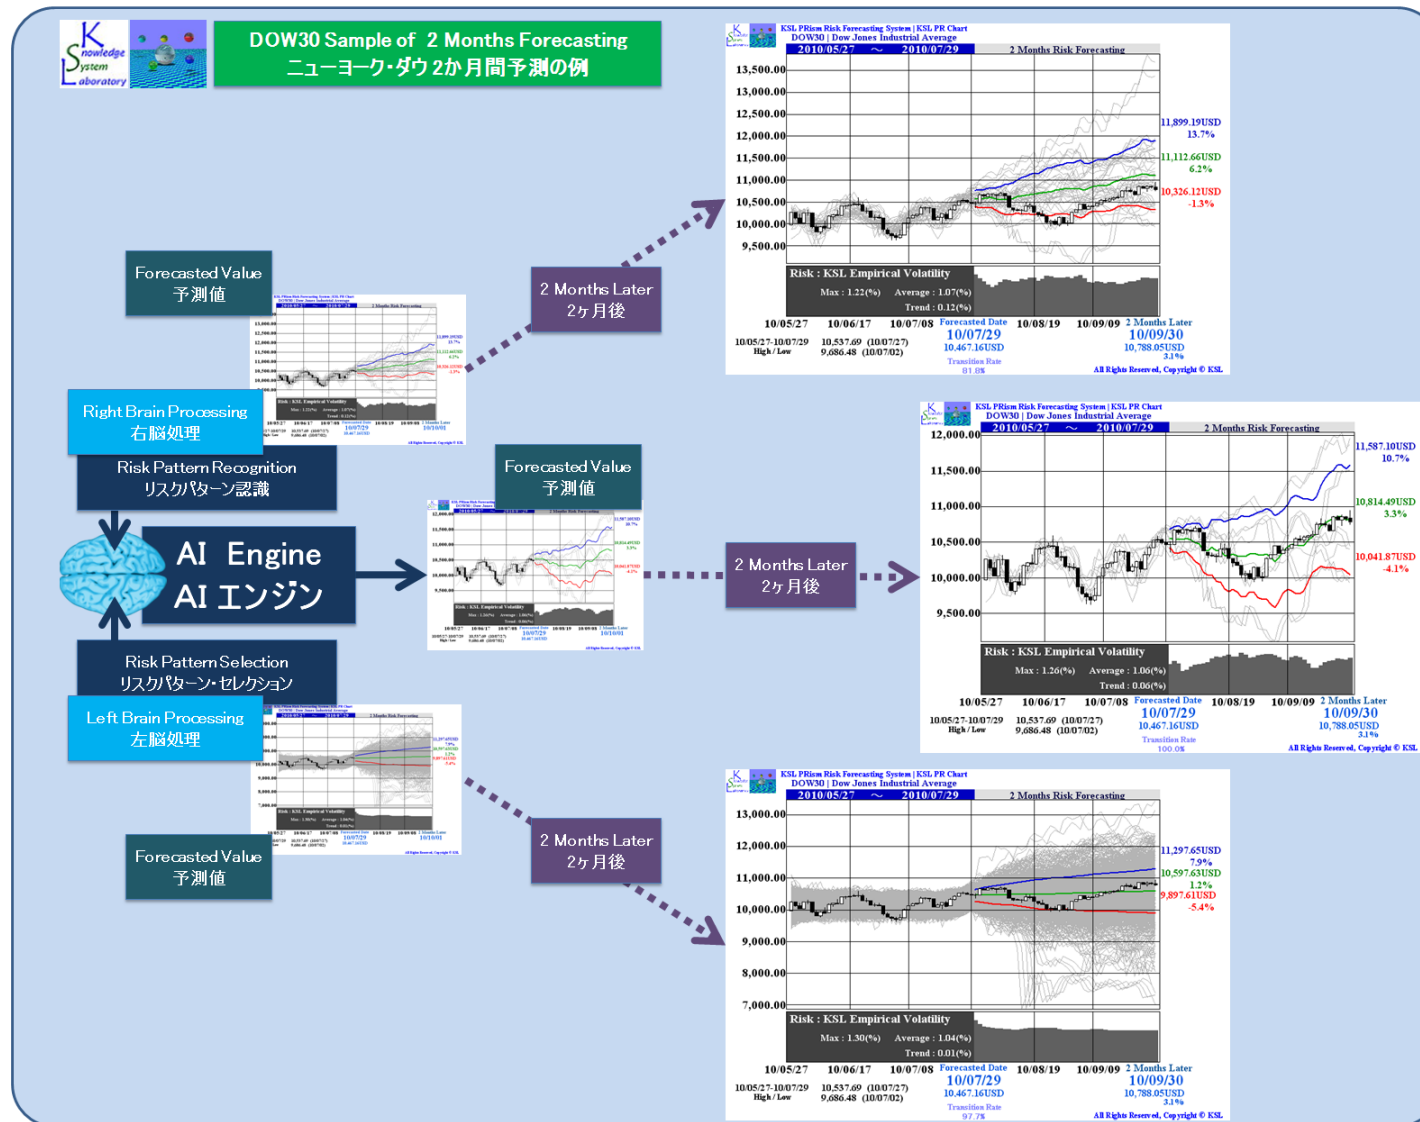 Knowledge
System
Laboratory
DOW30 Sample of 2 Months Forecasting
ニューヨーク・ダウ 2か月間予測の例
Forecasted Value
予測値
2 Months Later
2ヶ月後
Right Brain Processing
右脳処理
Risk Pattern Recognition
リスクパターン認識
AI Engine
AI エンジン
Risk Pattern Selection
リスクパターン・セレクション
Left Brain Processing
左脳処理
Forecasted Value
予測値
Forecasted Value
予測値
2 Months Later
2ヶ月後
2 Months Later
2ヶ月後
KSL PRism Risk Forecasting System | KSL PR Chart
DOW30 | Dow Jones Industrial Average
2010/05/27 ～ 2010/07/29 2 Months Risk Forecasting
13,500.00
13,000.00
12,500.00
12,000.00
11,500.00
11,000.00
10,500.00
10,000.00
9,500.00
11,899.19USD
13.7%
11,112.66USD
6.2%
10,326.12USD
-1.3%
Risk : KSL Empirical Volatility
Max : 1.22(%) Average : 1.07(%)
Trend : 0.12(%)
10/05/27 10/06/17 10/07/08 Forecasted Date 10/08/19 10/09/09 2 Months Later
10/07/29 10/09/30
10/05/27-10/07/29 10,537.69 (10/07/27) 10,467.16USD 10,788.05USD
High / Low 9,686.48 (10/07/02) 3.1%
Transition Rate
81.8%
All Rights Reserved, Copyright © KSL
KSL PRism Risk Forecasting System | KSL PR Chart
DOW30 | Dow Jones Industrial Average
2010/05/27 ～ 2010/07/29 2 Months Risk Forecasting
12,000.00
11,500.00
11,000.00
10,500.00
10,000.00
9,500.00
11,587.10USD
10.7%
10,814.49USD
3.3%
10,041.87USD
-4.1%
Risk : KSL Empirical Volatility
Max : 1.26(%) Average : 1.06(%)
Trend : 0.06(%)
10/05/27 10/06/17 10/07/08 Forecasted Date 10/08/19 10/09/09 2 Months Later
10/07/29 10/09/30
10/05/27-10/07/29 10,537.69 (10/07/27) 10,467.16USD 10,788.05USD
High / Low 9,686.48 (10/07/02) 3.1%
Transition Rate
100.0%
All Rights Reserved, Copyright © KSL
KSL PRism Risk Forecasting System | KSL PR Chart
DOW30 | Dow Jones Industrial Average
2010/05/27 ～ 2010/07/29 2 Months Risk Forecasting
13,000.00
12,000.00
11,000.00
10,000.00
9,000.00
8,000.00
7,000.00
11,297.65USD
7.9%
10,597.63USD
1.2%
9,897.61USD
-5.4%
Risk : KSL Empirical Volatility
Max : 1.30(%) Average : 1.04(%)
Trend : 0.01(%)
10/05/27 10/06/17 10/07/08 Forecasted Date 10/08/19 10/09/09 2 Months Later
10/07/29 10/09/30
10/05/27-10/07/29 10,537.69 (10/07/27) 10,467.16USD 10,788.05USD
High / Low 9,686.48 (10/07/02) 3.1%
Transition Rate
97.7%
All Rights Reserved, Copyright © KSL